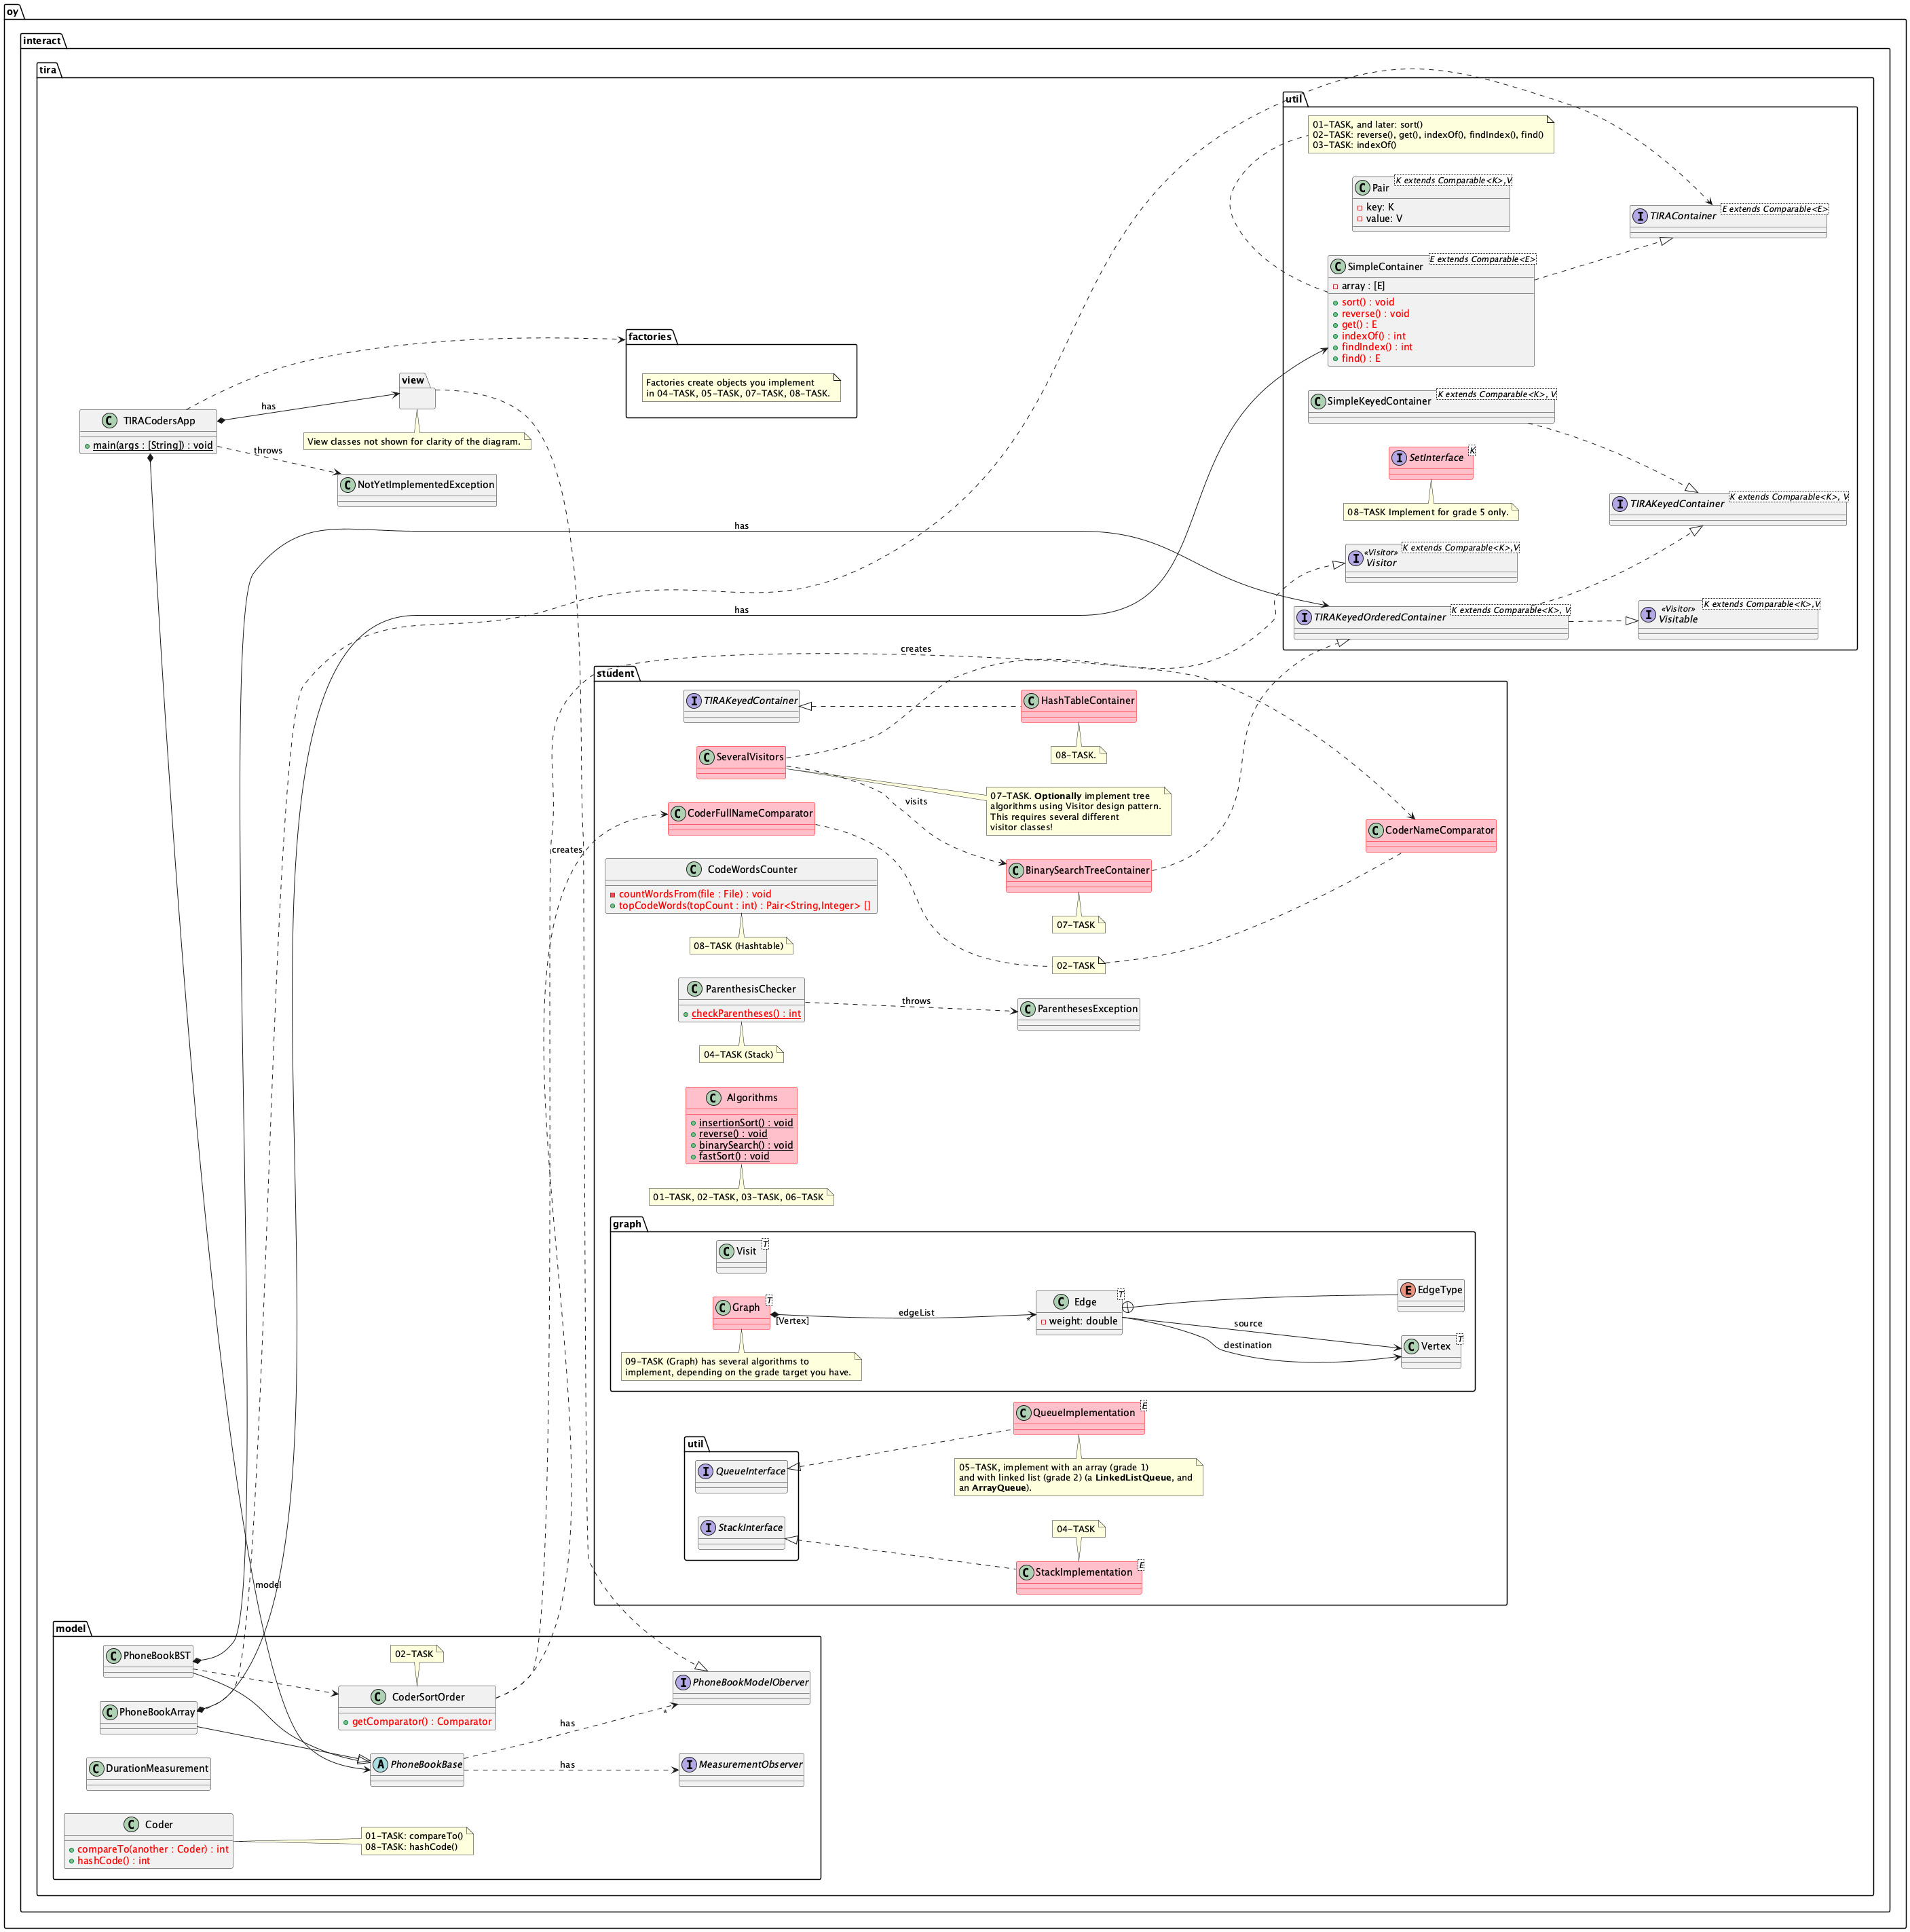 oy
interact
tira
util
01-TASK, and later: sort()
02-TASK: reverse(), get(), indexOf(), findIndex(), find()
03-TASK: indexOf()
C Pair K extends Comparable<K>,V
key: K
value: V
I TIRAContainer E extends Comparable<E>
C SimpleContainer E extends Comparable<E>
array : [E]
sort() : void
reverse() : void
get() : E
indexOf() : int
findIndex() : int
find() : E
factories
Factories create objects you implement
in 04-TASK, 05-TASK, 07-TASK, 08-TASK.
view
has
C TIRACodersApp
main(args : [String]) : void
View classes not shown for clarity of the diagram.
throws
C NotYetImplementedException
C SimpleKeyedContainer K extends Comparable<K>, V
I SetInterface K
08-TASK Implement for grade 5 only.
I TIRAKeyedContainer K extends Comparable<K>, V
has
I «Visitor» K extends Comparable<K>,V
Visitor
has
I TIRAKeyedOrderedContainer K extends Comparable<K>, V
I «Visitor» K extends Comparable<K>,V
Visitable
creates
student
I TIRAKeyedContainer
C HashTableContainer
08-TASK.
C SeveralVisitors
visits
07-TASK. Optionally implement tree
algorithms using Visitor design pattern.
This requires several different
visitor classes!
C CoderFullNameComparator
C CoderNameComparator
creates
C CodeWordsCounter
countWordsFrom(file : File) : void
topCodeWords(topCount : int) : Pair<String,Integer> []
08-TASK (Hashtable)
C BinarySearchTreeContainer
07-TASK
02-TASK
C ParenthesisChecker
checkParentheses() : int
throws
C ParenthesesException
04-TASK (Stack)
C Algorithms
insertionSort() : void
reverse() : void
binarySearch() : void
fastSort() : void
01-TASK, 02-TASK, 03-TASK, 06-TASK
graph
C Visit T
C Graph T
[Vertex]
edgeList
*
C Edge T
weight: double
E EdgeType
source
destination
C Vertex T
09-TASK (Graph) has several algorithms to
implement, depending on the grade target you have.
C QueueImplementation E
util
I QueueInterface
05-TASK, implement with an array (grade 1)
and with linked list (grade 2) (a LinkedListQueue, and
an ArrayQueue).
I StackInterface
04-TASK
C StackImplementation E
model
model
C PhoneBookBST
02-TASK
C CoderSortOrder
getComparator() : Comparator
I PhoneBookModelOberver
C PhoneBookArray
has
*
C DurationMeasurement
A PhoneBookBase
has
I MeasurementObserver
C Coder
compareTo(another : Coder) : int
hashCode() : int
01-TASK: compareTo()
08-TASK: hashCode()